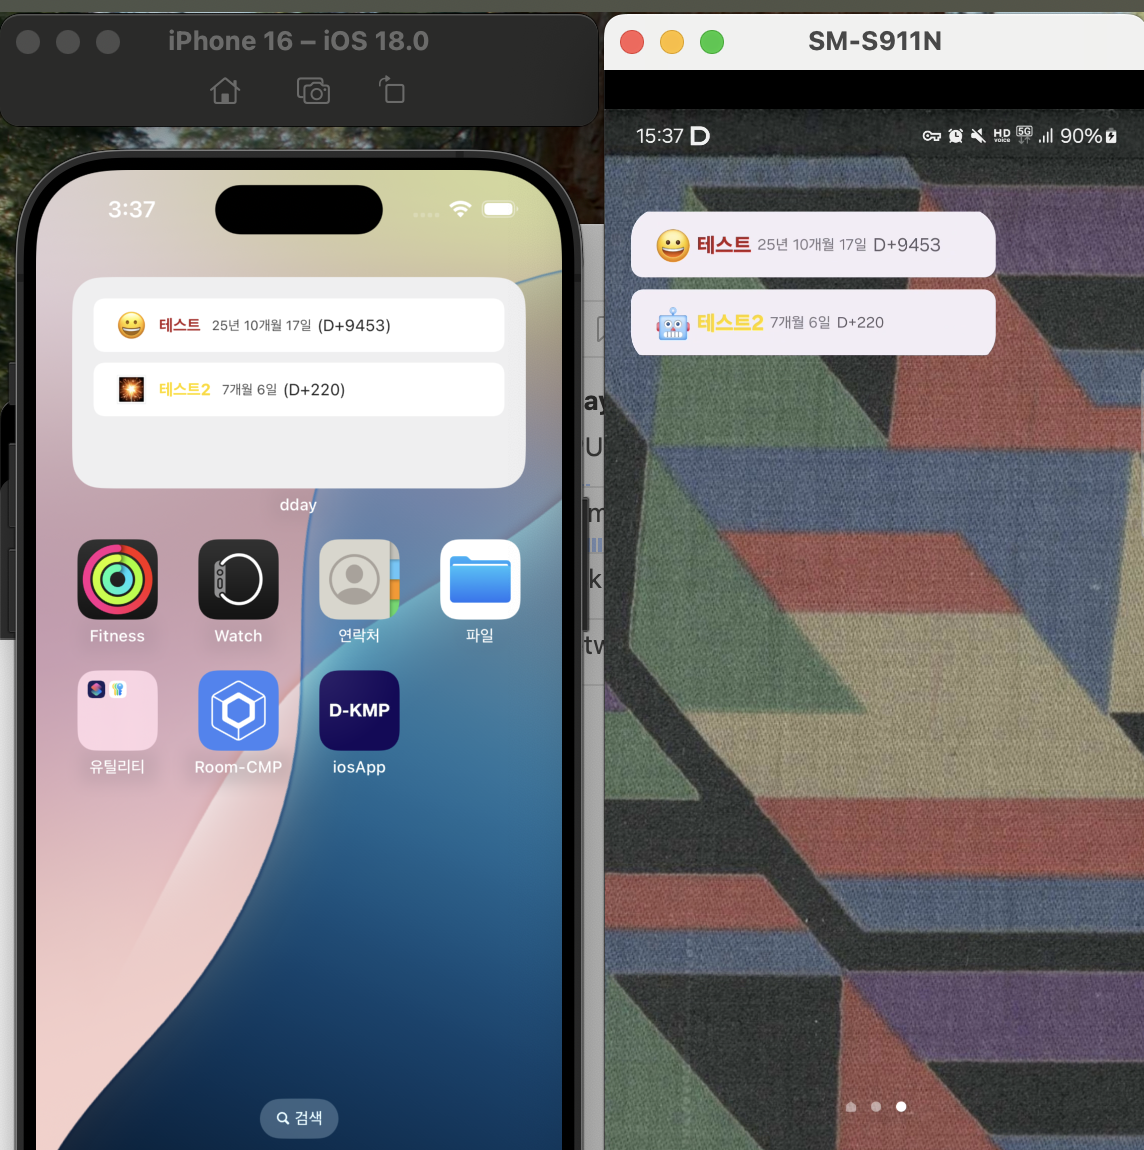 iPhone 16 – iOS 18.0
3:37
😀 테스트 25년 10개월 17일 (D+9453)
테스트2 7개월 6일 (D+220)
dday
Fitness
Watch
연락처
파일
유틸리티
Room-CMP
D-KMP
iosApp
검색
SM-S911N
15:37 D
HD voice 5G 90%
😀 테스트 25년 10개월 17일 D+9453
🤖 테스트2 7개월 6일 D+220